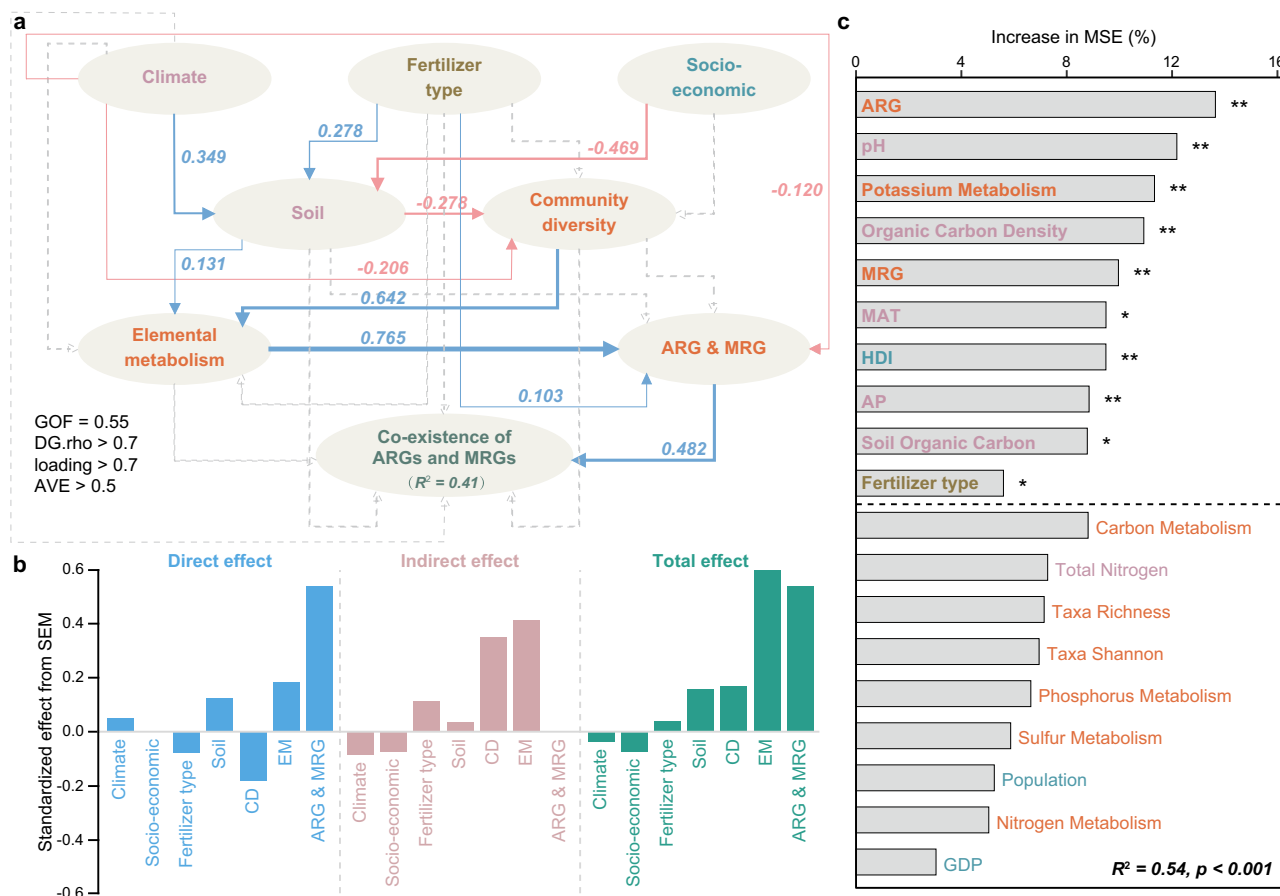 a
Climate
Fertilizer
type
Socio-
economic
0.349
0.278
-0.469
-0.120
Soil
-0.278
Community
diversity
0.131
-0.206
0.642
Elemental
metabolism
0.765
ARG & MRG
0.103
GOF = 0.55
DG.rho > 0.7
loading > 0.7
AVE > 0.5
Co-existence of
ARGs and MRGs
(R² = 0.41)
0.482
b
Direct effect
Indirect effect
Total effect
Standardized effect from SEM
0.6
0.4
0.2
0.0
-0.2
-0.4
-0.6
Climate
Socio-economic
Fertilizer type
Soil
CD
EM
ARG & MRG
Climate
Socio-economic
Fertilizer type
Soil
CD
EM
ARG & MRG
Climate
Socio-economic
Fertilizer type
Soil
CD
EM
ARG & MRG
c
Increase in MSE (%)
0 4 8 12 16
ARG **
pH **
Potassium Metabolism **
Organic Carbon Density **
MRG **
MAT *
HDI **
AP **
Soil Organic Carbon *
Fertilizer type *
Carbon Metabolism
Total Nitrogen
Taxa Richness
Taxa Shannon
Phosphorus Metabolism
Sulfur Metabolism
Population
Nitrogen Metabolism
GDP
R² = 0.54, p < 0.001